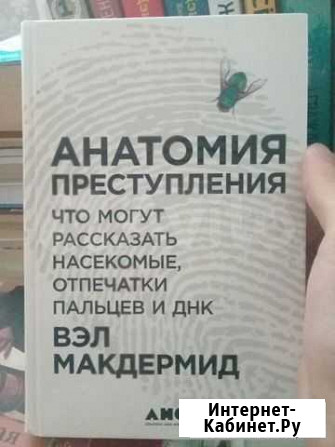 АНАТОМИЯ
ПРЕСТУПЛЕНИЯ
ЧТО МОГУТ
РАССКАЗАТЬ
НАСЕКОМЫЕ,
ОТПЕЧАТКИ
ПАЛЬЦЕВ И ДНК
ВЭЛ
МАКДЕРМИД
Интернет-
Кабинет.Ру